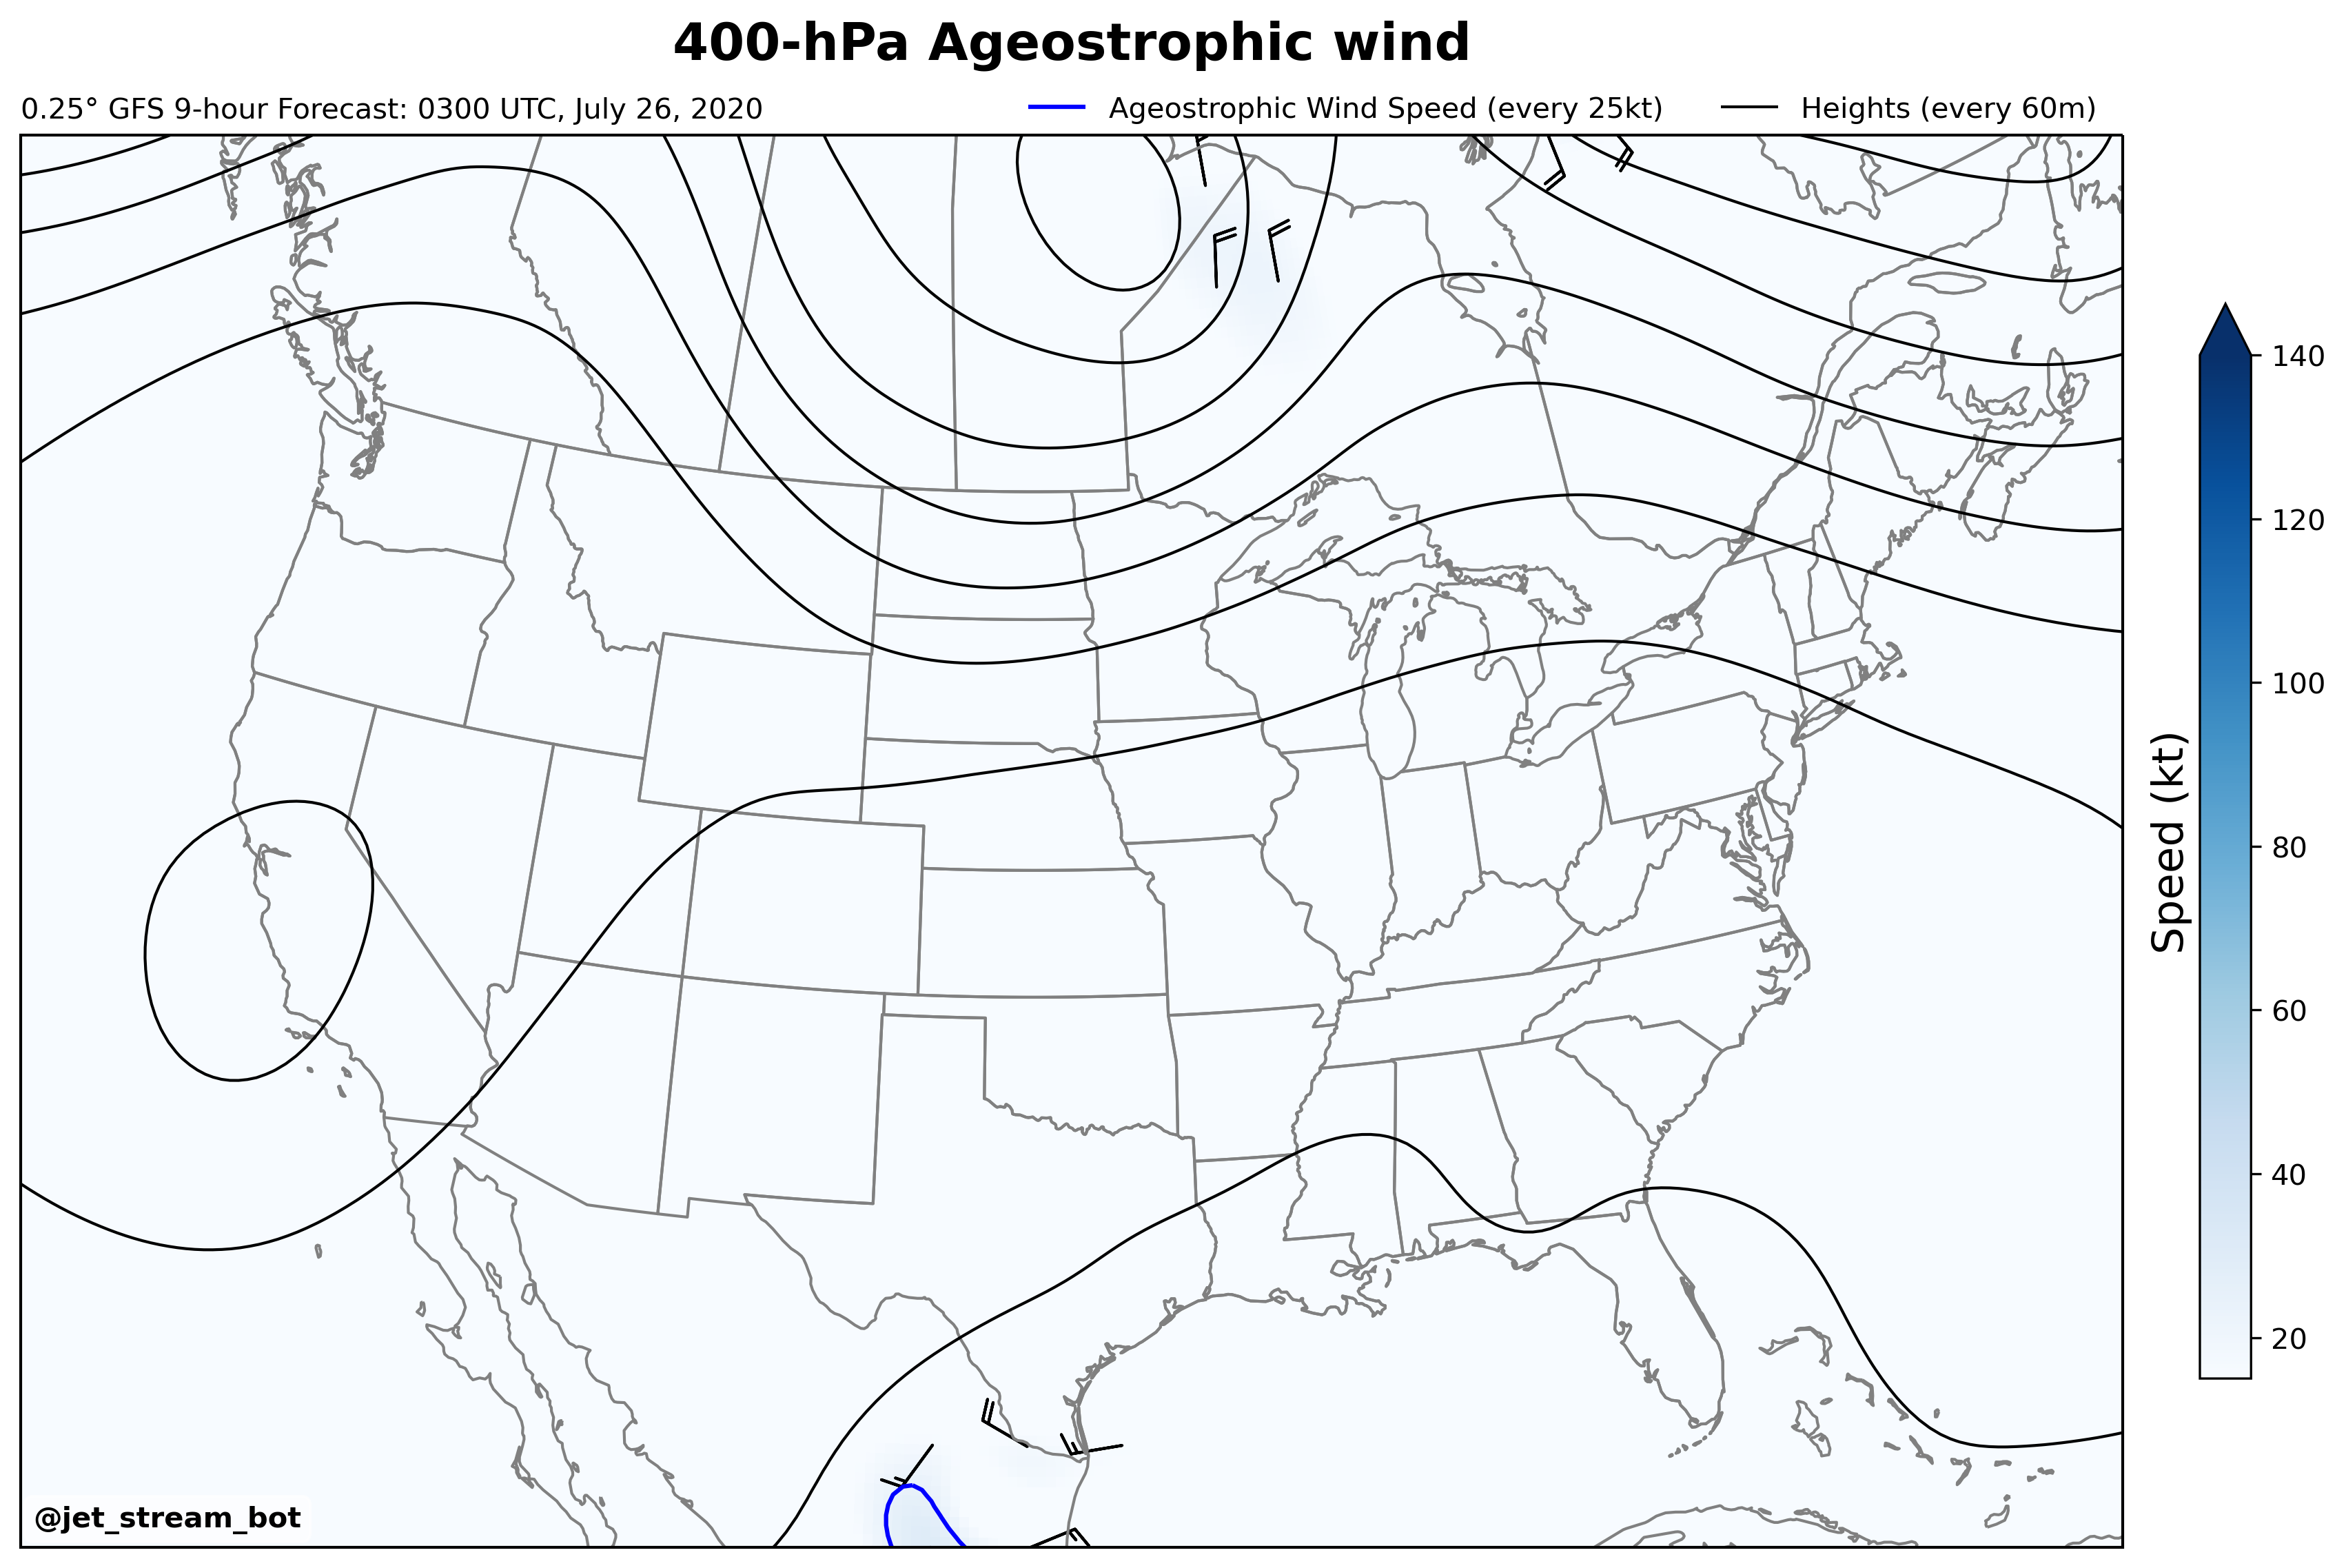 400-hPa Ageostrophic wind
0.25° GFS 9-hour Forecast: 0300 UTC, July 26, 2020
Ageostrophic Wind Speed (every 25kt)
Heights (every 60m)
140
120
100
80
60
40
20
Speed (kt)
@jet_stream_bot